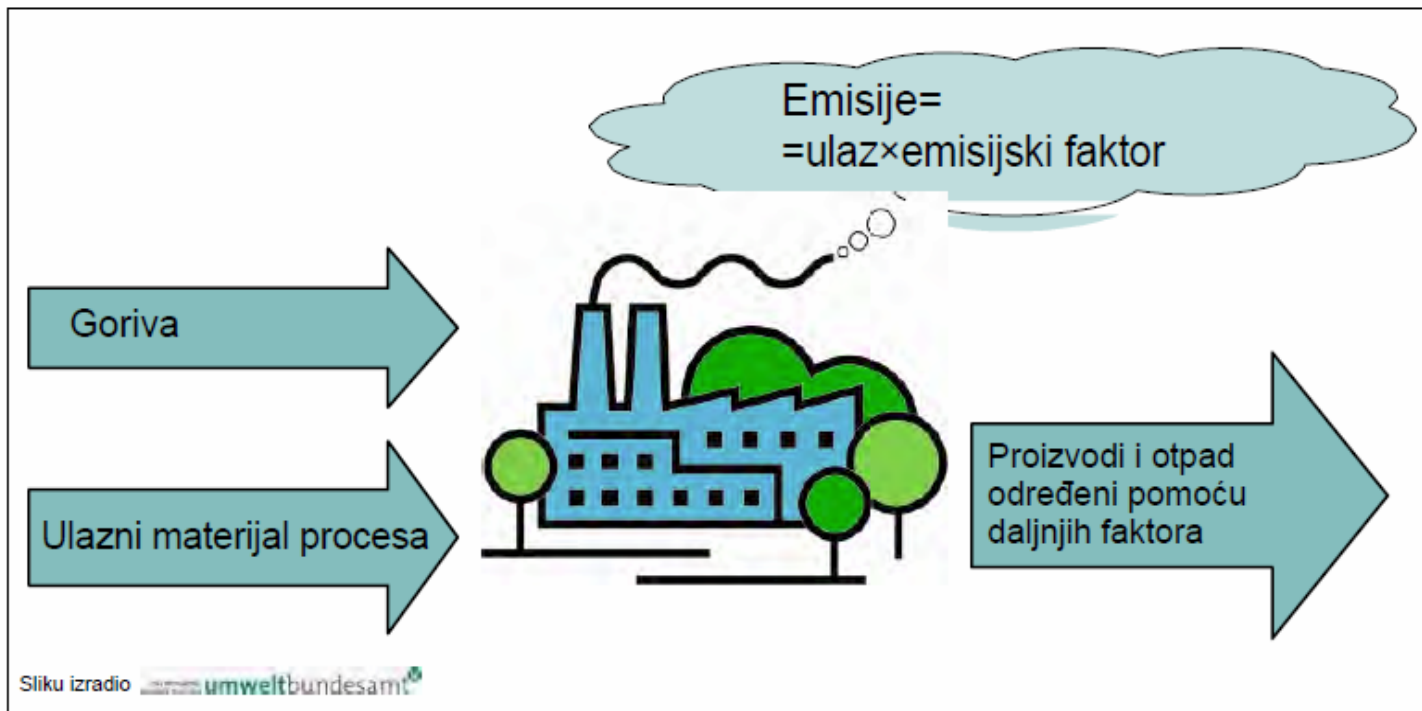 Emisije=
=ulaz×emisijski faktor
Goriva
Ulazni materijal procesa
Proizvodi i otpad
određeni pomoću
daljnjih faktora
Sliku izradio umweltbundesamt